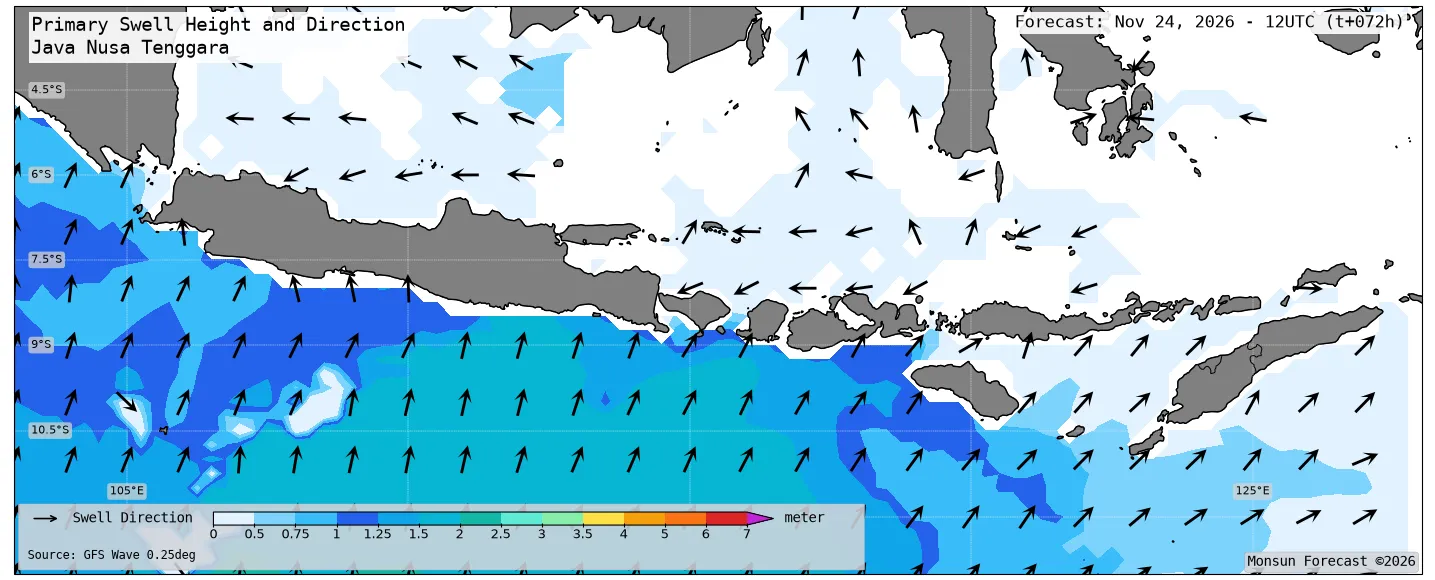 Primary Swell Height and Direction
Java Nusa Tenggara
Forecast: Nov 24, 2026 - 12UTC (t+072h)
4.5°S
6°S
7.5°S
9°S
10.5°S
105°E
125°E
Swell Direction
0 0.5 0.75 1 1.25 1.5 2 2.5 3 3.5 4 5 6 7
meter
Source: GFS Wave 0.25deg
Monsun Forecast ©2026